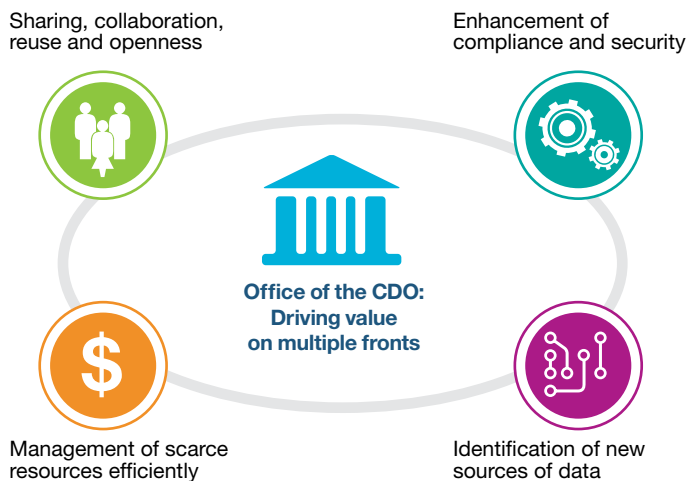 Sharing, collaboration,
reuse and openness
Enhancement of
compliance and security
Office of the CDO:
Driving value
on multiple fronts
$
Management of scarce
resources efficiently
Identification of new
sources of data